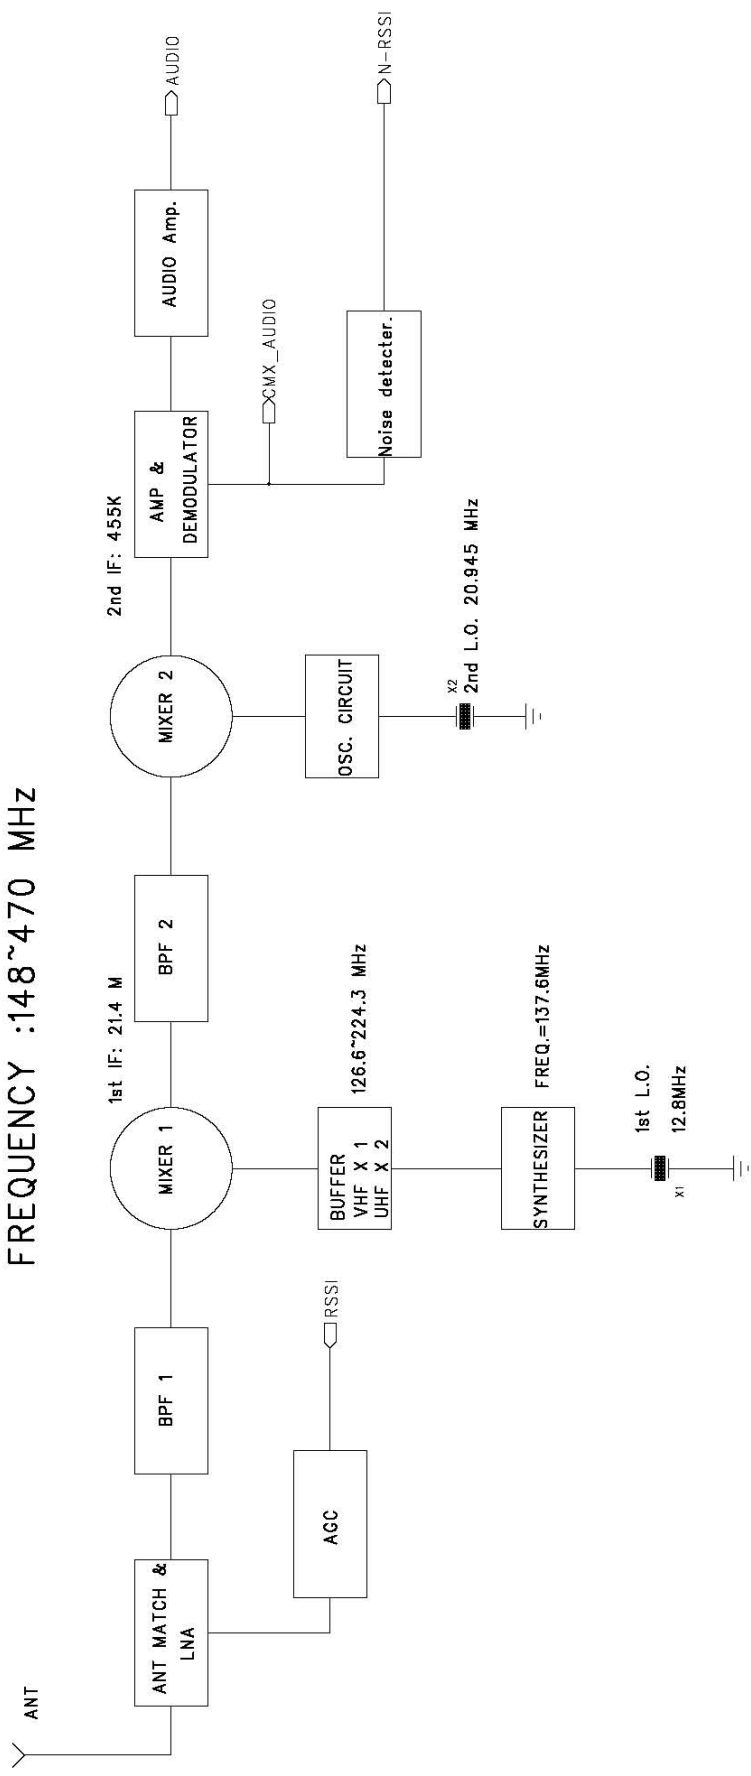 FREQUENCY :148~470 MHz
ANT
ANT MATCH &
LNA
BPF 1
MIXER 1
1st IF: 21.4 M
BPF 2
MIXER 2
2nd IF: 455K
AMP &
DEMODULATOR
AUDIO Amp.
AUDIO
AGC
RSSI
BUFFER
VHF X 1
UHF X 2
126.6~224.3 MHz
OSC. CIRCUIT
CMX_AUDIO
Noise detecter.
N-RSSI
SYNTHESIZER
FREQ.=137.6MHz
X2
2nd L.O. 20.945 MHz
X1
1st L.O.
12.8MHz